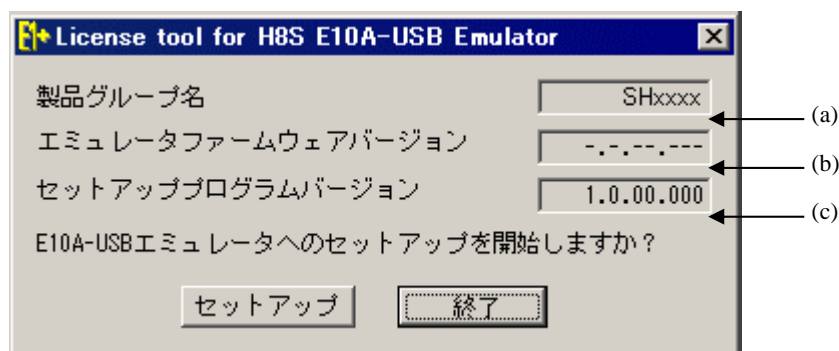 License tool for H8S E10A-USB Emulator
製品グループ名 SHxxxx (a)
エミュレータファームウェアバージョン -.-.--.--- (b)
セットアッププログラムバージョン 1.0.00.000 (c)
E10A-USBエミュレータへのセットアップを開始しますか?
セットアップ 終了